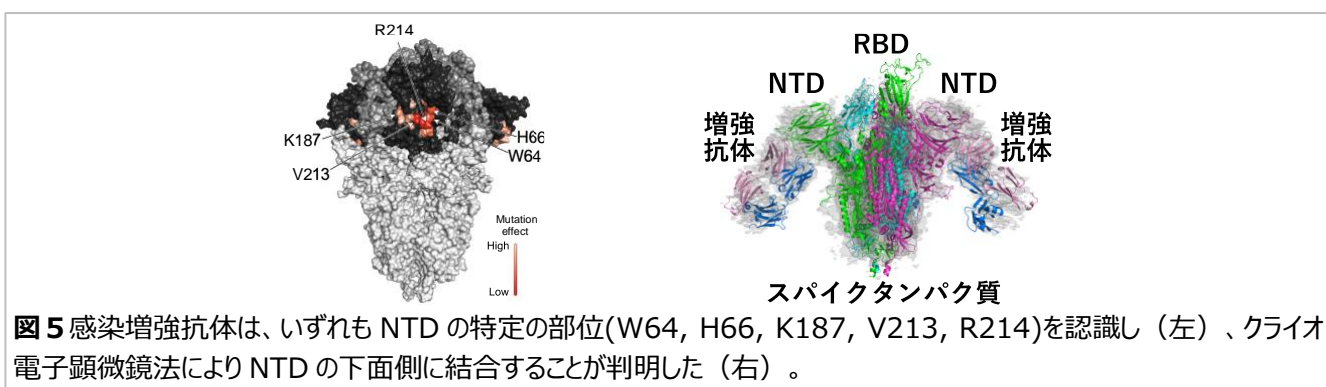 R214
K187
V213
H66
W64
Mutation
effect
High
Low
RBD
NTD
NTD
増強
抗体
増強
抗体
スパイクタンパク質
図5 感染増強抗体は、いずれも NTD の特定の部位(W64, H66, K187, V213, R214)を認識し（左）、クライオ
電子顕微鏡法により NTD の下面側に結合することが判明した（右）。